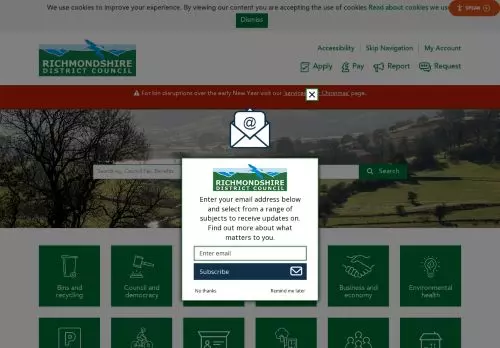 We use cookies to improve your experience. By viewing our content you are accepting the use of cookies Read about cookies we use
Dismiss
SPEAK
RICHMONDSHIRE
DISTRICT COUNCIL
Accessibility
Skip Navigation
My Account
Apply
Pay
Report
Request
For bin disruptions over the early New Year visit our 'services Christmas' page.
Search
RICHMONDSHIRE
DISTRICT COUNCIL
Enter your email address below
and select from a range of
subjects to receive updates on.
Find out more about what
matters to you.
Enter email
Subscribe
No thanks
Remind me later
Bins and
recycling
Council and
democracy
Business and
economy
Environmental
health